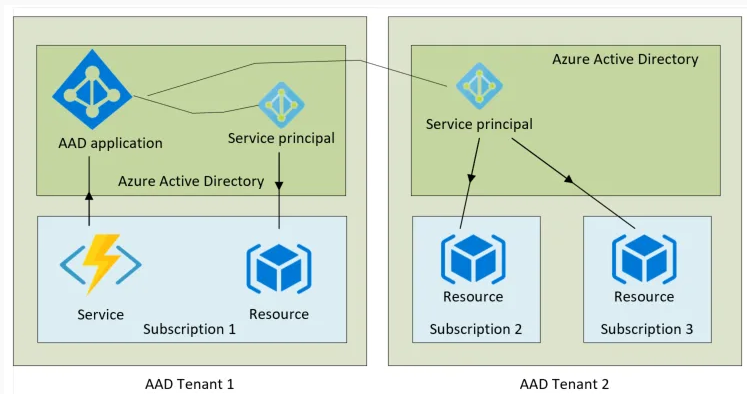 Azure Active Directory
AAD application
Service principal
Service principal
Azure Active Directory
Service
Resource
Subscription 1
Resource
Resource
Subscription 2
Subscription 3
AAD Tenant 1
AAD Tenant 2